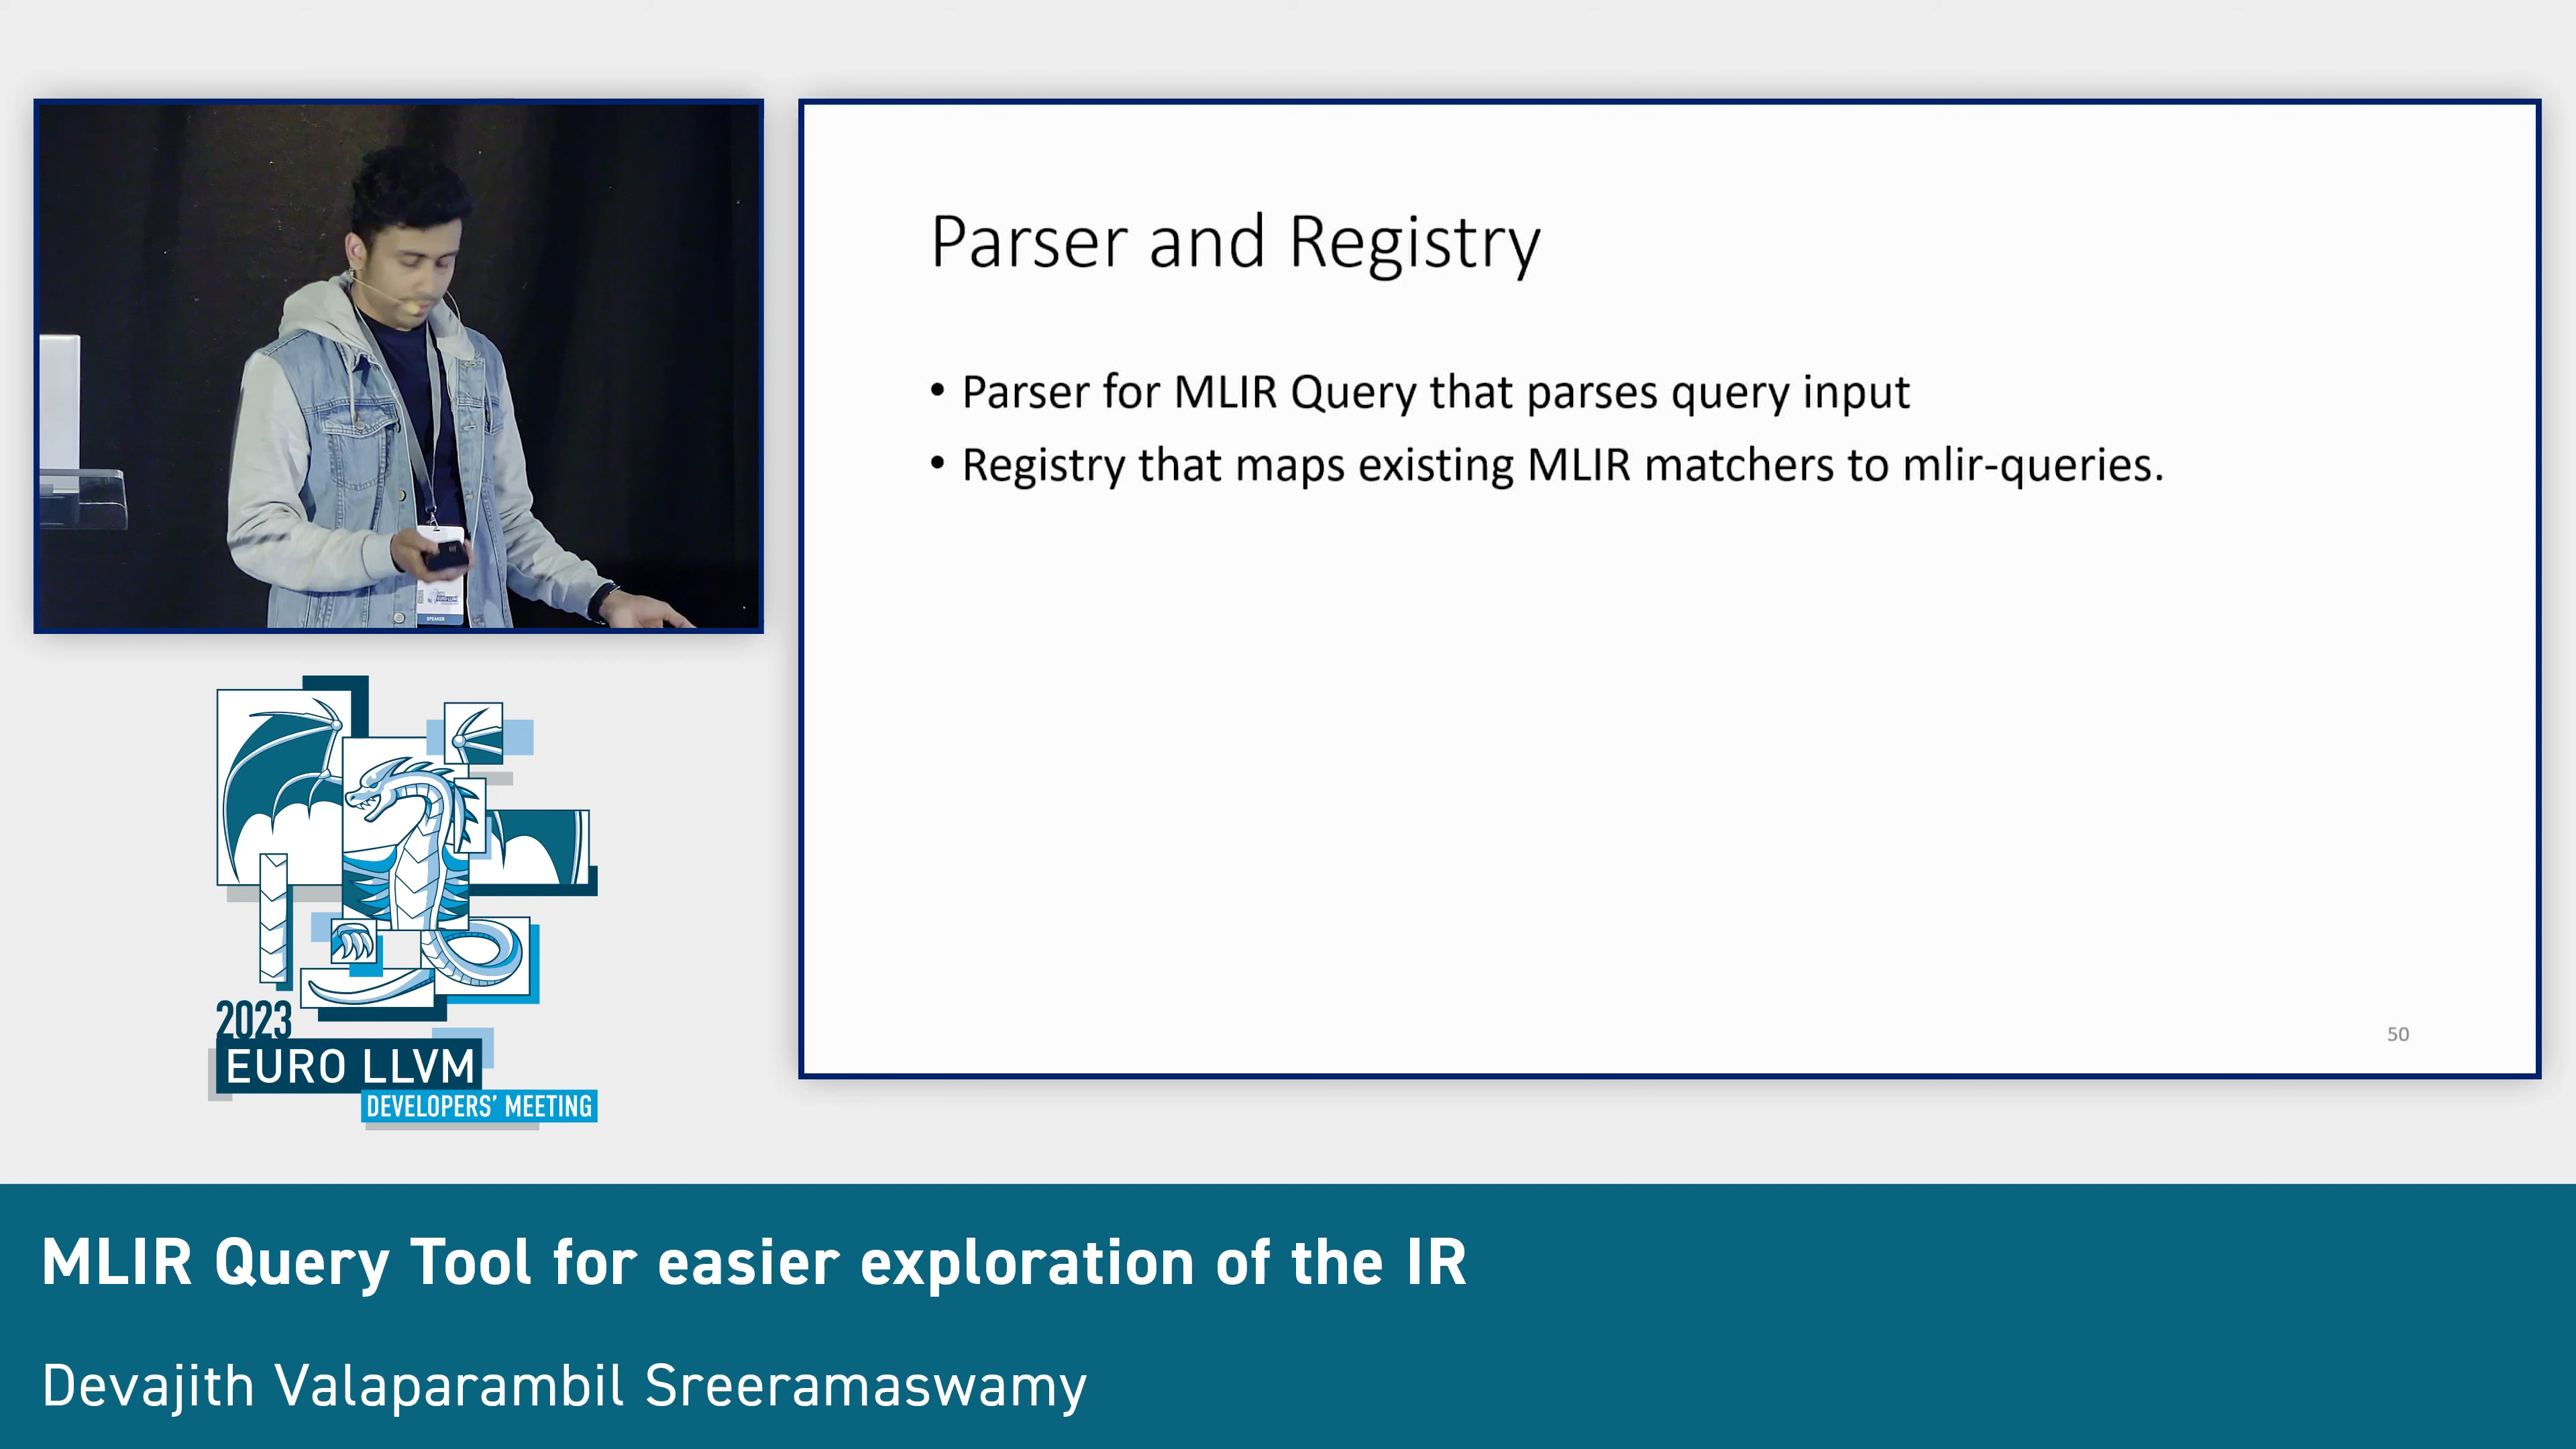 Parser and Registry
• Parser for MLIR Query that parses query input
• Registry that maps existing MLIR matchers to mlir-queries.
50
SPEAKER
2023
EURO LLVM
DEVELOPERS’ MEETING
MLIR Query Tool for easier exploration of the IR
Devajith Valaparambil Sreeramaswamy